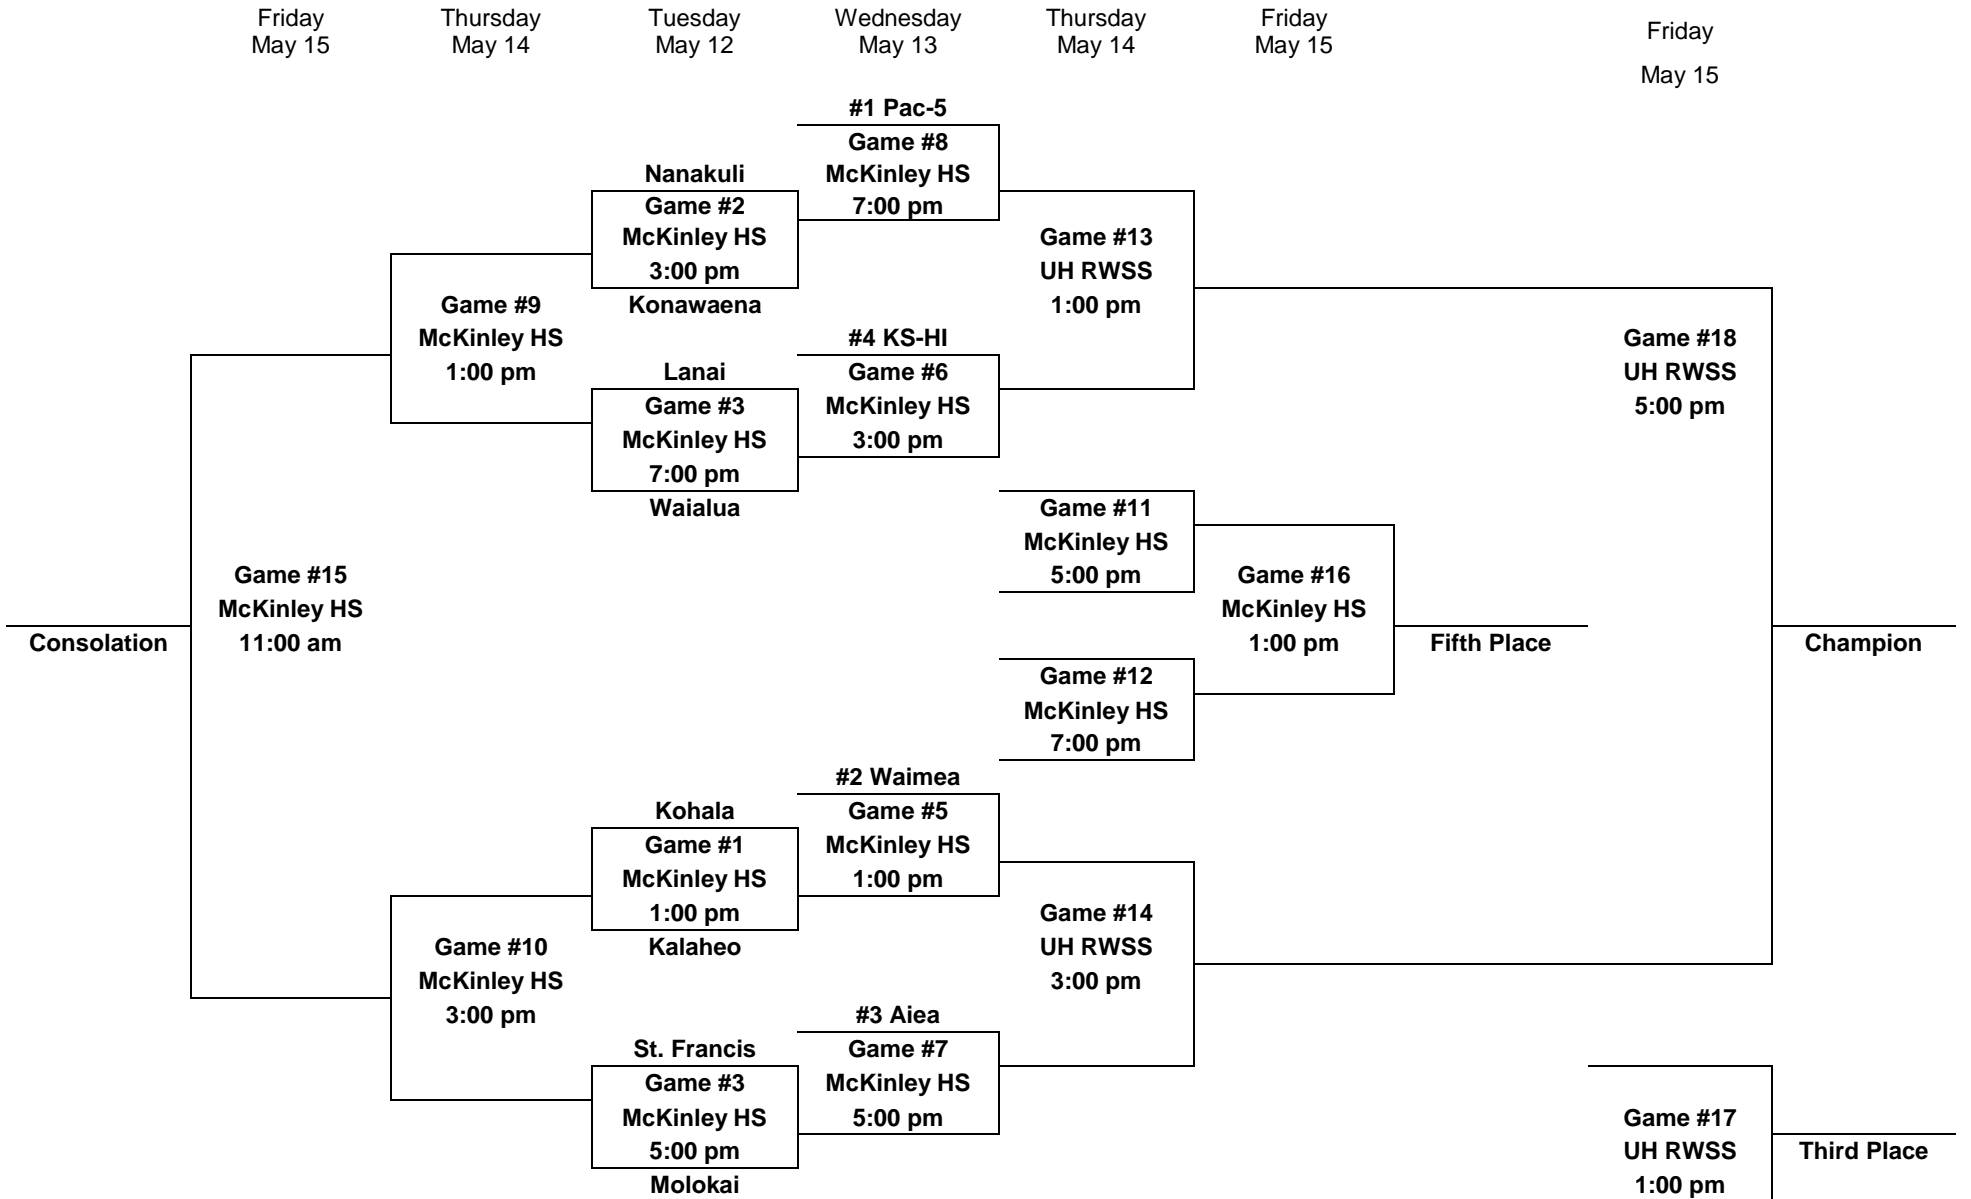 Friday
May 15
Thursday
May 14
Tuesday
May 12
Wednesday
May 13
Thursday
May 14
Friday
May 15
Friday
May 15
#1 Pac-5
Game #8
McKinley HS
7:00 pm
Nanakuli
Game #2
McKinley HS
3:00 pm
Konawaena
Game #13
UH RWSS
1:00 pm
Game #9
McKinley HS
1:00 pm
#4 KS-HI
Game #6
McKinley HS
3:00 pm
Lanai
Game #3
McKinley HS
7:00 pm
Waialua
Game #18
UH RWSS
5:00 pm
Game #11
McKinley HS
5:00 pm
Game #15
McKinley HS
11:00 am
Consolation
Game #16
McKinley HS
1:00 pm
Fifth Place
Champion
Game #12
McKinley HS
7:00 pm
#2 Waimea
Game #5
McKinley HS
1:00 pm
Kohala
Game #1
McKinley HS
1:00 pm
Kalaheo
Game #14
UH RWSS
3:00 pm
Game #10
McKinley HS
3:00 pm
#3 Aiea
Game #7
McKinley HS
5:00 pm
St. Francis
Game #3
McKinley HS
5:00 pm
Molokai
Game #17
UH RWSS
1:00 pm
Third Place